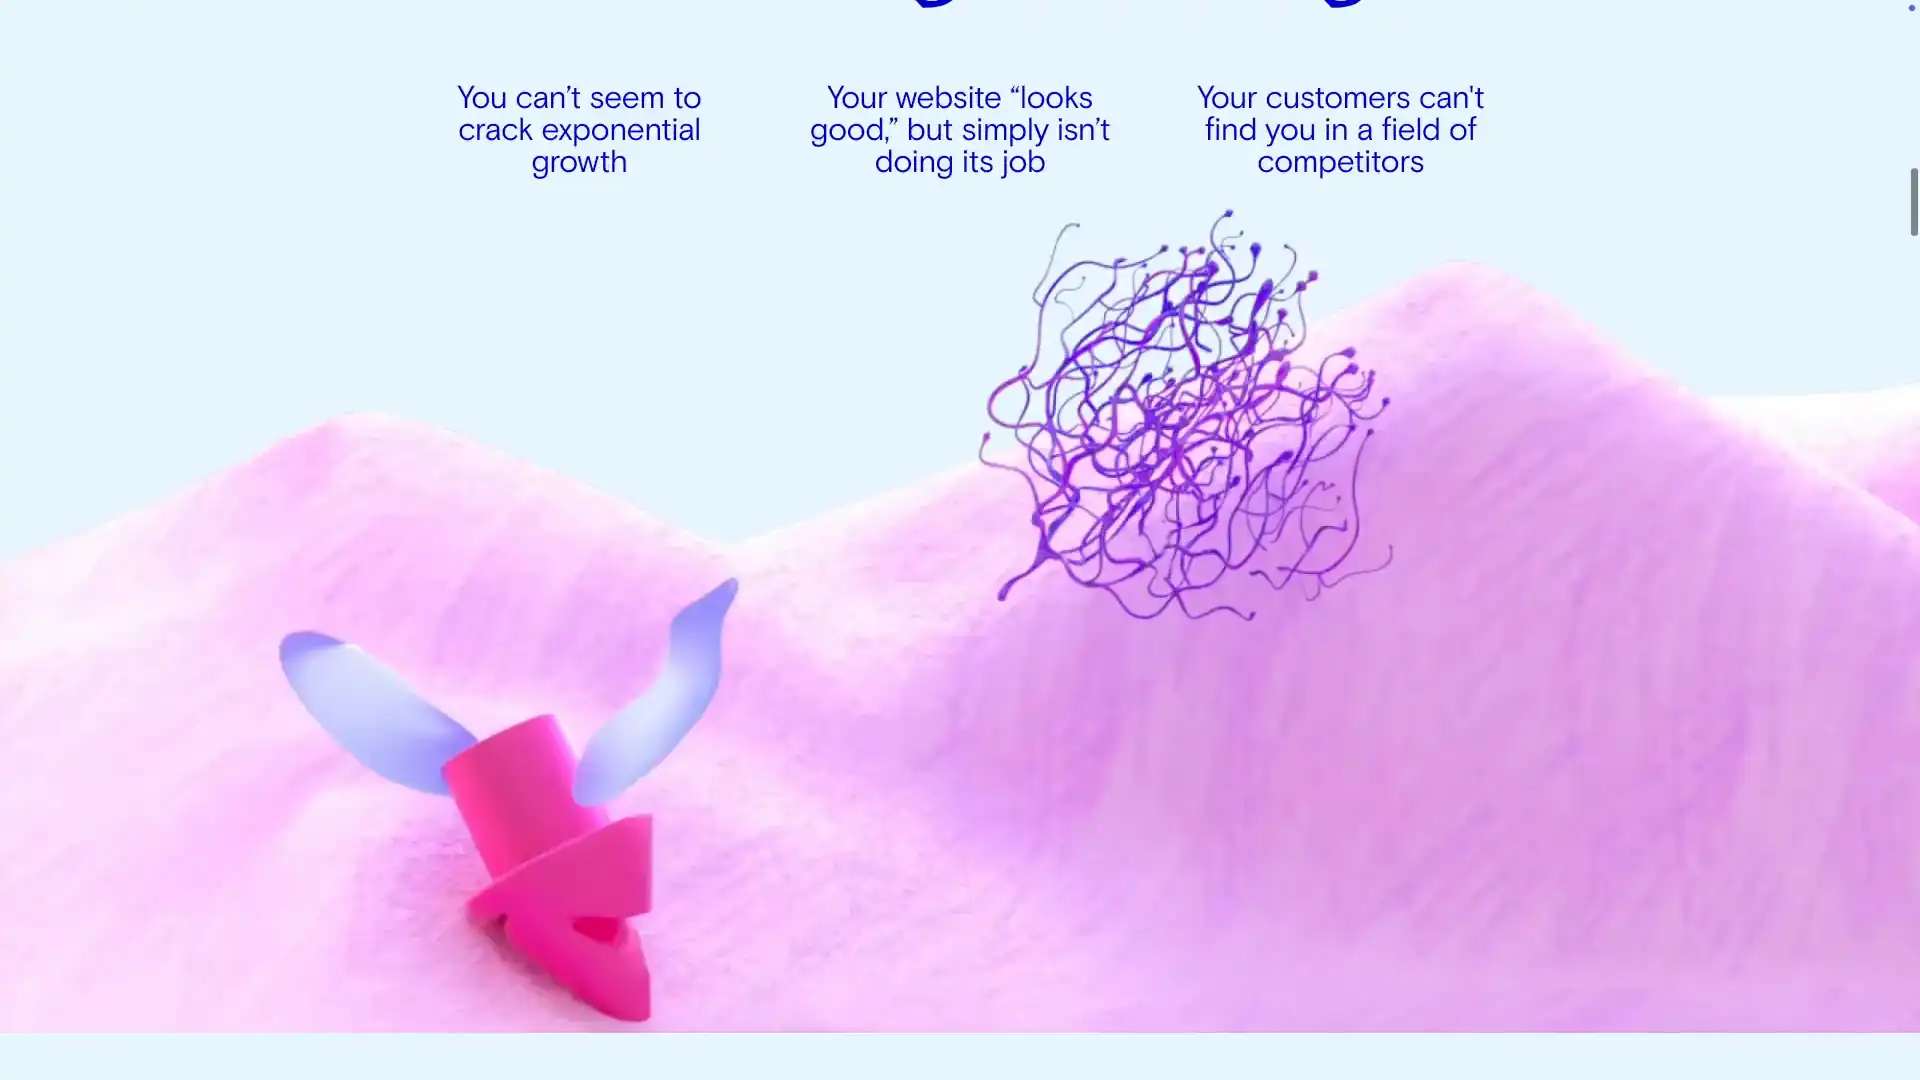 You can’t seem to
crack exponential
growth
Your website “looks
good,” but simply isn’t
doing its job
Your customers can't
find you in a field of
competitors